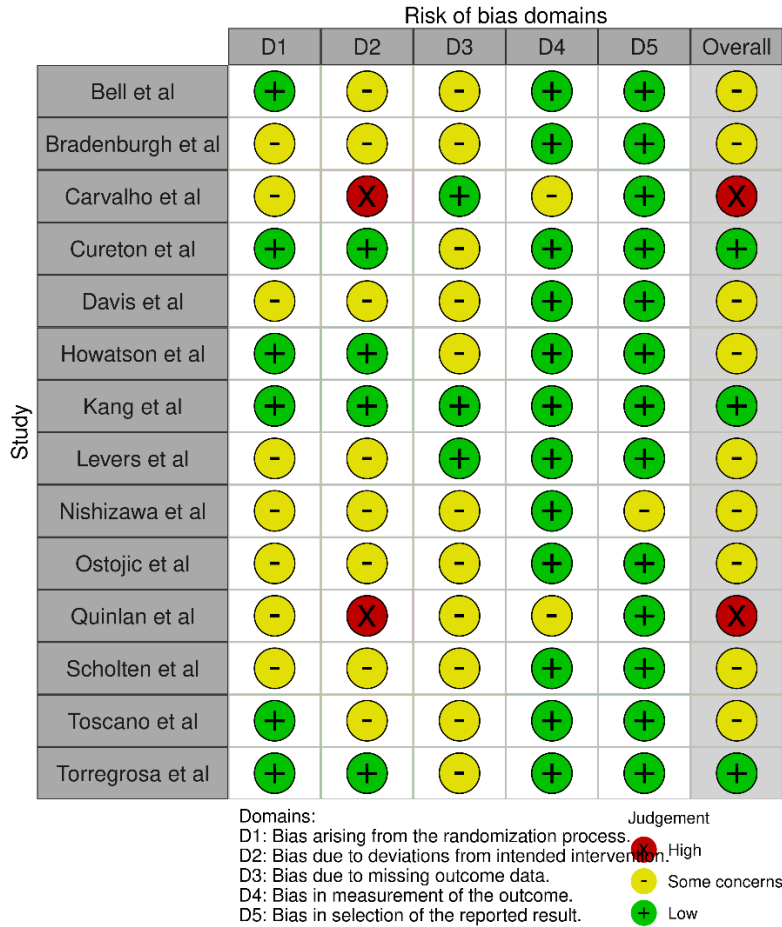 Risk of bias domains
D1 D2 D3 D4 D5 Overall
Study
Bell et al + - - + + -
Bradenburgh et al - - - + + -
Carvalho et al - X + - + X
Cureton et al + + - + + +
Davis et al - - - + + -
Howatson et al + + - + + -
Kang et al + + + + + +
Levers et al - - + + + -
Nishizawa et al - - - + - -
Ostojic et al - - - + + -
Quinlan et al - X - - + X
Scholten et al - - - + + -
Toscano et al + - - + + -
Torregrosa et al + + - + + +
Domains:
D1: Bias arising from the randomization process.
D2: Bias due to deviations from intended intervention.
D3: Bias due to missing outcome data.
D4: Bias in measurement of the outcome.
D5: Bias in selection of the reported result.
Judgement
X High
- Some concerns
+ Low